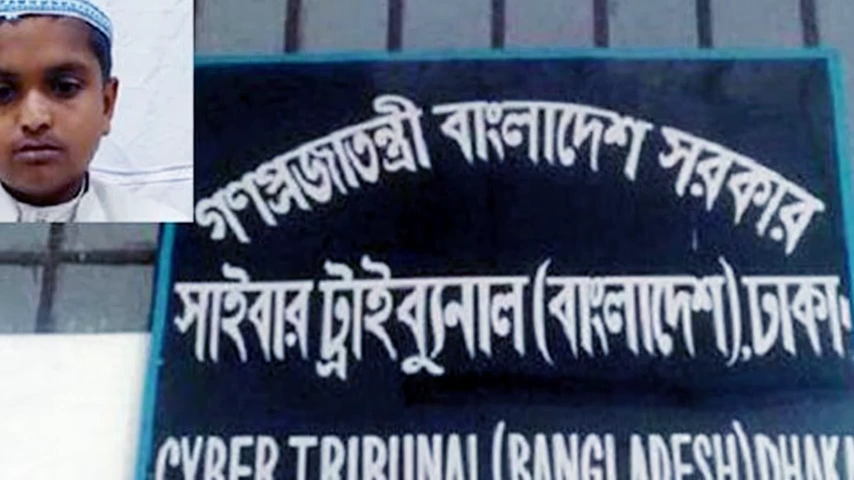 গণপ্রজাতন্ত্রী বাংলাদেশ সরকার
সাইবার ট্রাইব্যুনাল (বাংলাদেশ),ঢাকা
CYBER TRIBUNAL (BANGLADESH) DHAKA